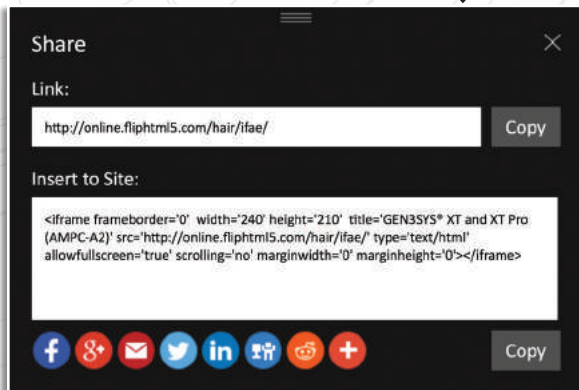 Share
Link:
http://online.fliphtml5.com/hair/ifae/
Copy
Insert to Site:
<iframe frameborder='0'  width='240' height='210'  title='GEN3SYS® XT and XT Pro
(AMPC-A2)' src='http://online.fliphtml5.com/hair/ifae/' type='text/html'
allowfullscreen='true' scrolling='no' marginwidth='0' marginheight='0'></iframe>
Copy